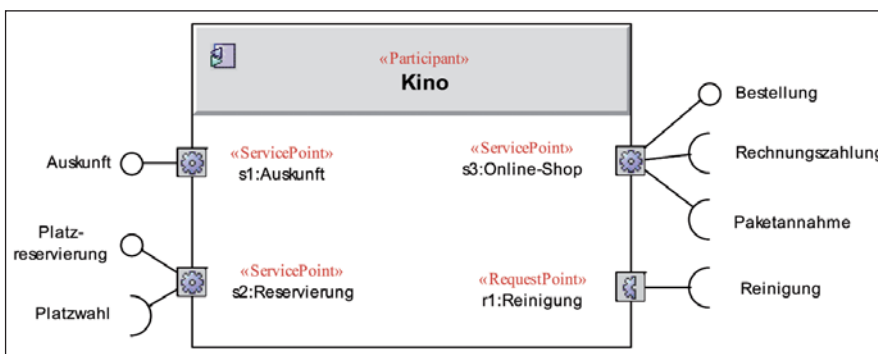 «Participant»
Kino
Auskunft
«ServicePoint»
s1:Auskunft
Platz-
reservierung
Platzwahl
«ServicePoint»
s2:Reservierung
«ServicePoint»
s3:Online-Shop
Bestellung
Rechnungszahlung
Paketannahme
«RequestPoint»
r1:Reinigung
Reinigung